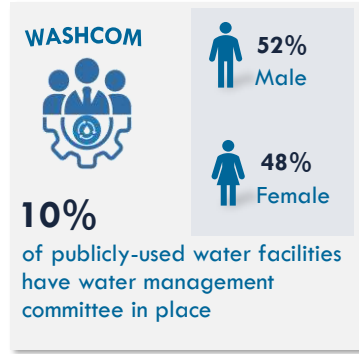 WASHCOM
52%
Male
48%
Female
10%
of publicly-used water facilities
have water management
committee in place